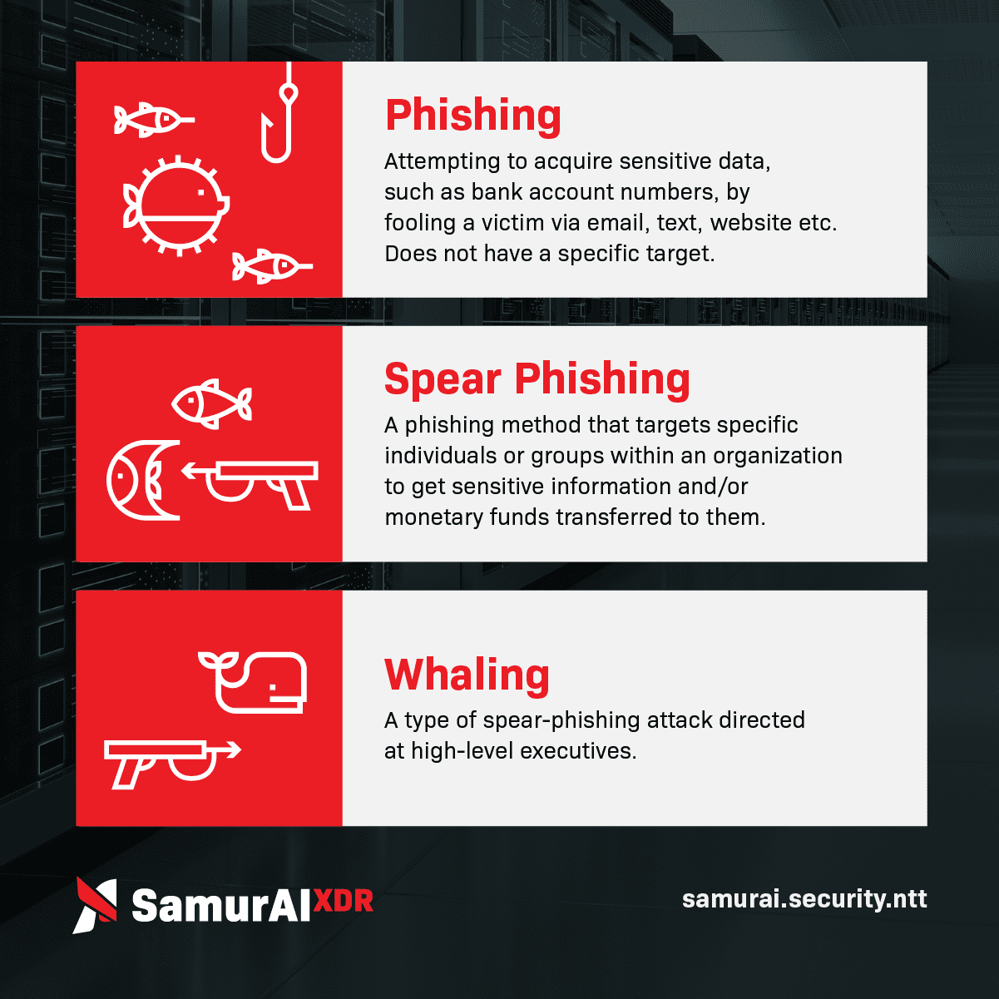 Phishing
Attempting to acquire sensitive data,
such as bank account numbers, by
fooling a victim via email, text, website etc.
Does not have a specific target.
Spear Phishing
A phishing method that targets specific
individuals or groups within an organization
to get sensitive information and/or
monetary funds transferred to them.
Whaling
A type of spear-phishing attack directed
at high-level executives.
SamurAI XDR
samurai.security.ntt